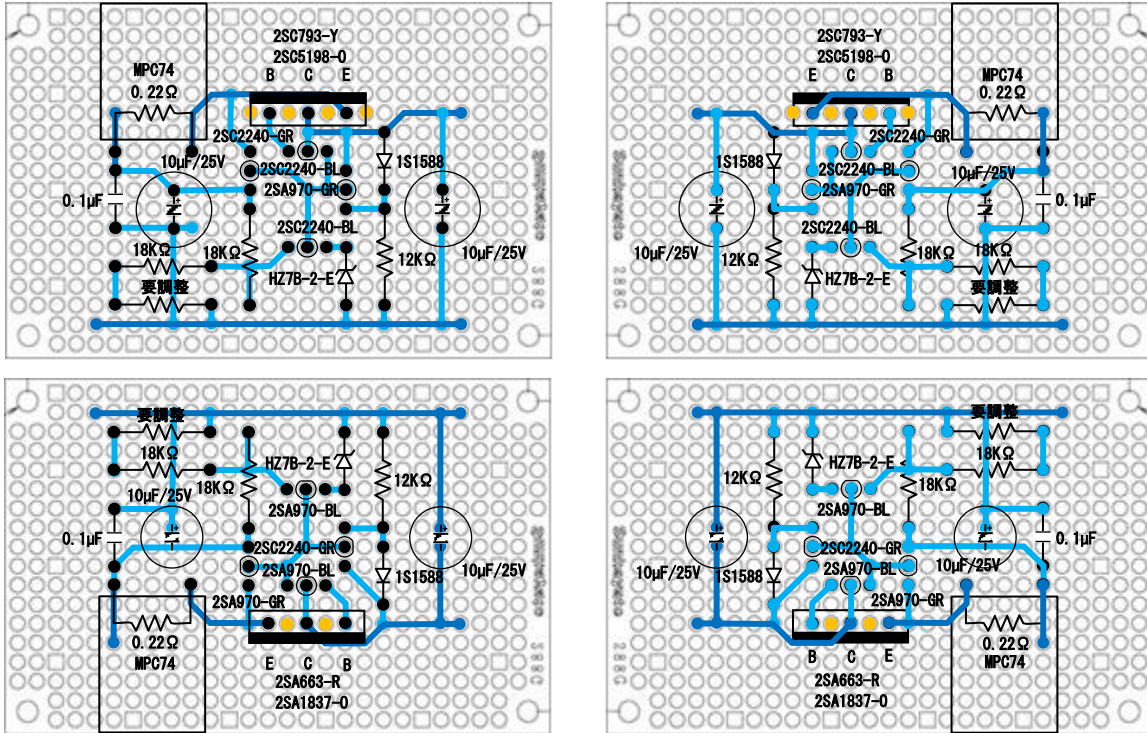 2SC793-Y
2SC5198-O
B C E
MPC74
0.22Ω
2SC2240-GR
10μF/25V
2SC2240-BL
1S1588
2SA970-GR
0.1μF
2SC2240-BL
18KΩ
18KΩ
12KΩ
10μF/25V
HZ7B-2-E
要調整
2SC793-Y
2SC5198-O
E C B
MPC74
0.22Ω
2SC2240-GR
1S1588
2SC2240-BL
10μF/25V
2SA970-GR
0.1μF
2SC2240-BL
18KΩ
18KΩ
12KΩ
10μF/25V
HZ7B-2-E
要調整
要調整
18KΩ
HZ7B-2-E
12KΩ
18KΩ
10μF/25V
2SA970-BL
0.1μF
2SC2240-GR
10μF/25V
2SA970-BL
1S1588
2SA970-GR
0.22Ω
MPC74
E C B
2SA663-R
2SA1837-O
要調整
18KΩ
HZ7B-2-E
12KΩ
18KΩ
2SA970-BL
0.1μF
2SC2240-GR
10μF/25V
10μF/25V
1S1588
2SA970-BL
2SA970-GR
0.22Ω
MPC74
B C E
2SA663-R
2SA1837-O